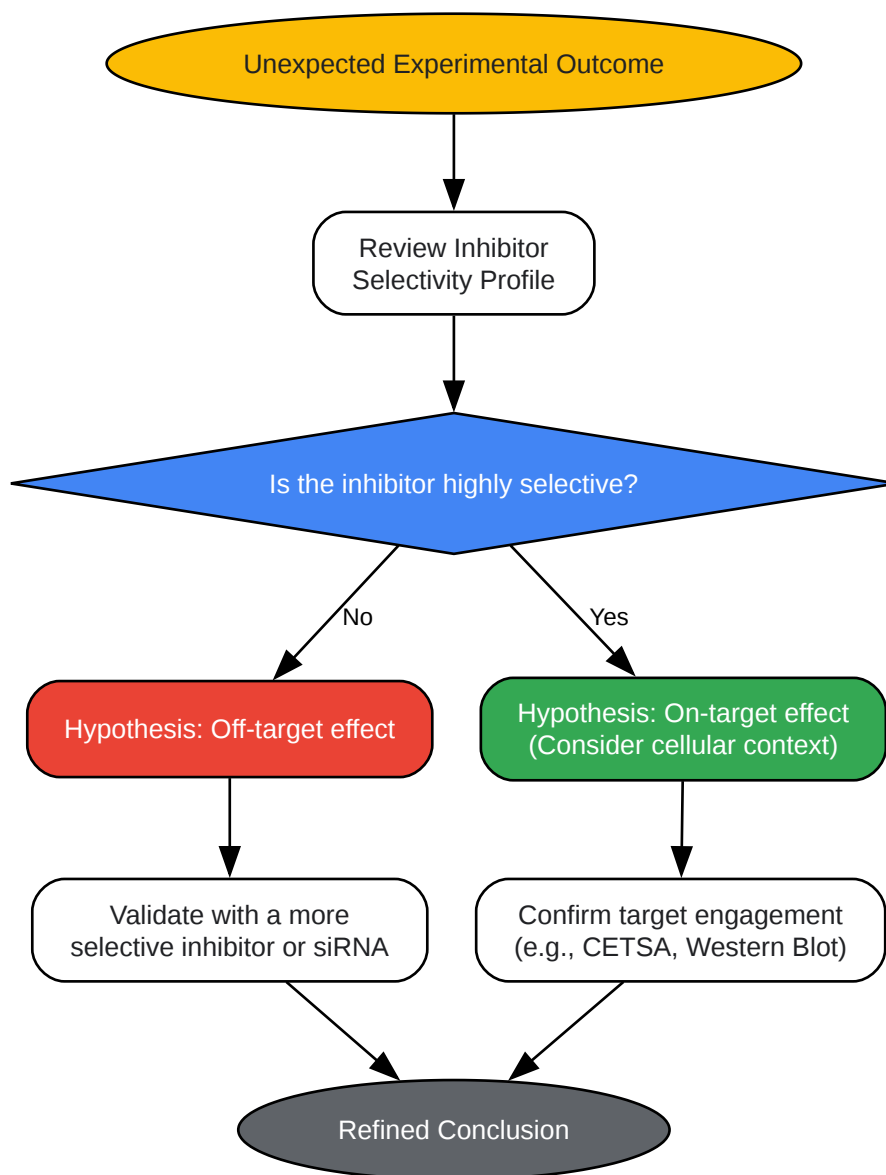 Unexpected Experimental Outcome
Review Inhibitor
Selectivity Profile
Is the inhibitor highly selective?
No
Yes
Hypothesis: Off-target effect
Hypothesis: On-target effect
(Consider cellular context)
Validate with a more
selective inhibitor or siRNA
Confirm target engagement
(e.g., CETSA, Western Blot)
Refined Conclusion